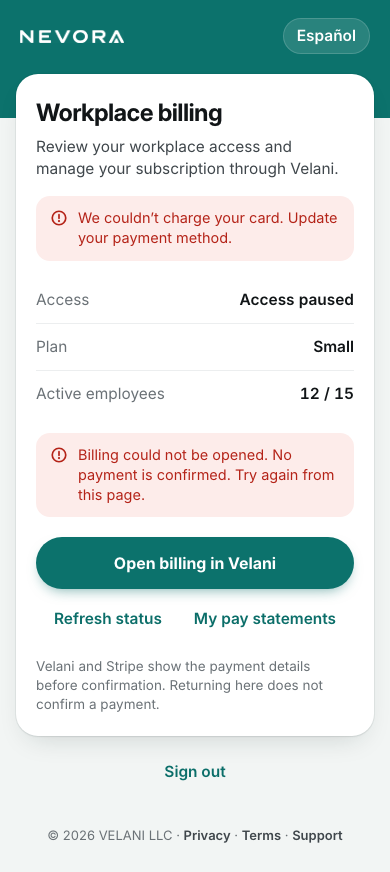 NEVORA
Español
Workplace billing
Review your workplace access and
manage your subscription through Velani.
We couldn’t charge your card. Update
your payment method.
Access
Access paused
Plan
Small
Active employees
12 / 15
Billing could not be opened. No
payment is confirmed. Try again from
this page.
Open billing in Velani
Refresh status
My pay statements
Velani and Stripe show the payment details
before confirmation. Returning here does not
confirm a payment.
Sign out
© 2026 VELANI LLC · Privacy · Terms · Support